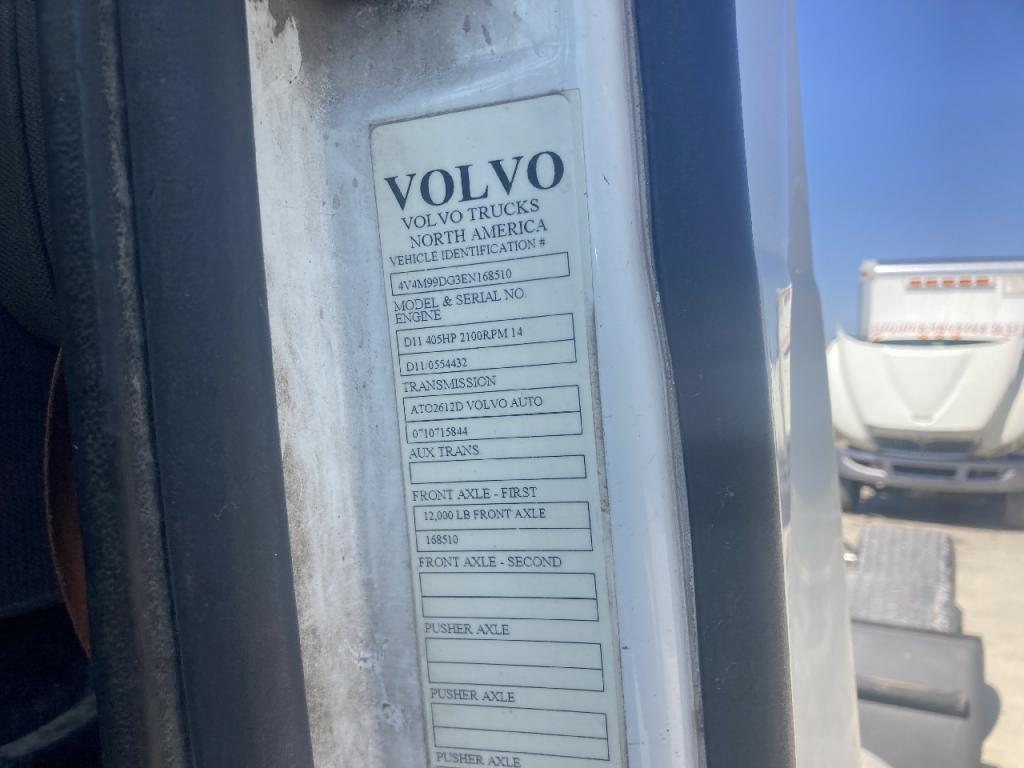 VOLVO
VOLVO TRUCKS
NORTH AMERICA
VEHICLE IDENTIFICATION #
4V4M99DG3EN168510
MODEL & SERIAL NO.
ENGINE
D11 405HP 2100RPM 14
D11/0554432
TRANSMISSION
ATO2612D VOLVO AUTO
0710715844
AUX TRANS
FRONT AXLE - FIRST
12,000 LB FRONT AXLE
168510
FRONT AXLE - SECOND
PUSHER AXLE
PUSHER AXLE
PUSHER AXLE